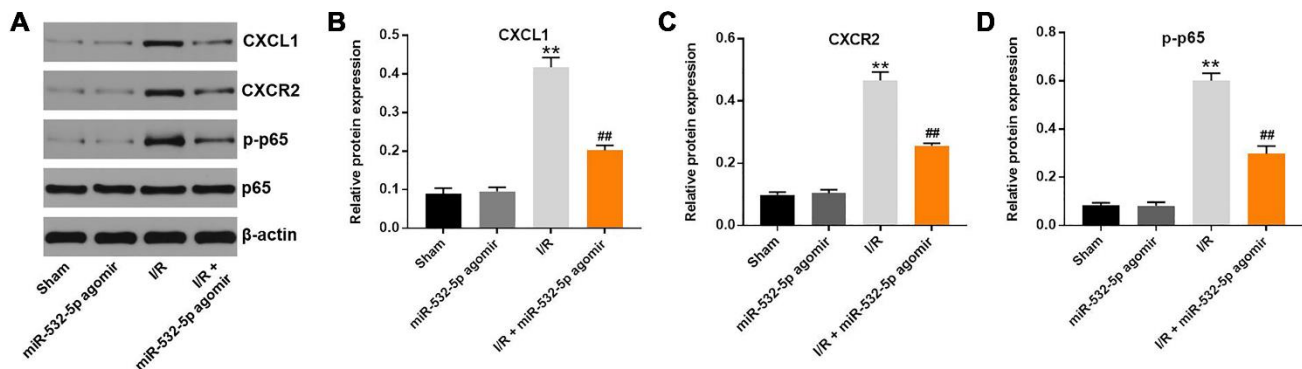 A
CXCL1
CXCR2
p-p65
p65
β-actin
Sham
miR-532-5p agomir
I/R
I/R +
miR-532-5p agomir
B
CXCL1
Relative protein expression
0.5
0.4
0.3
0.2
0.1
0.0
**
##
Sham
miR-532-5p agomir
I/R
I/R + miR-532-5p agomir
C
CXCR2
Relative protein expression
0.6
0.4
0.2
0.0
**
##
Sham
miR-532-5p agomir
I/R
I/R + miR-532-5p agomir
D
p-p65
Relative protein expression
0.8
0.6
0.4
0.2
0.0
**
##
Sham
miR-532-5p agomir
I/R
I/R + miR-532-5p agomir